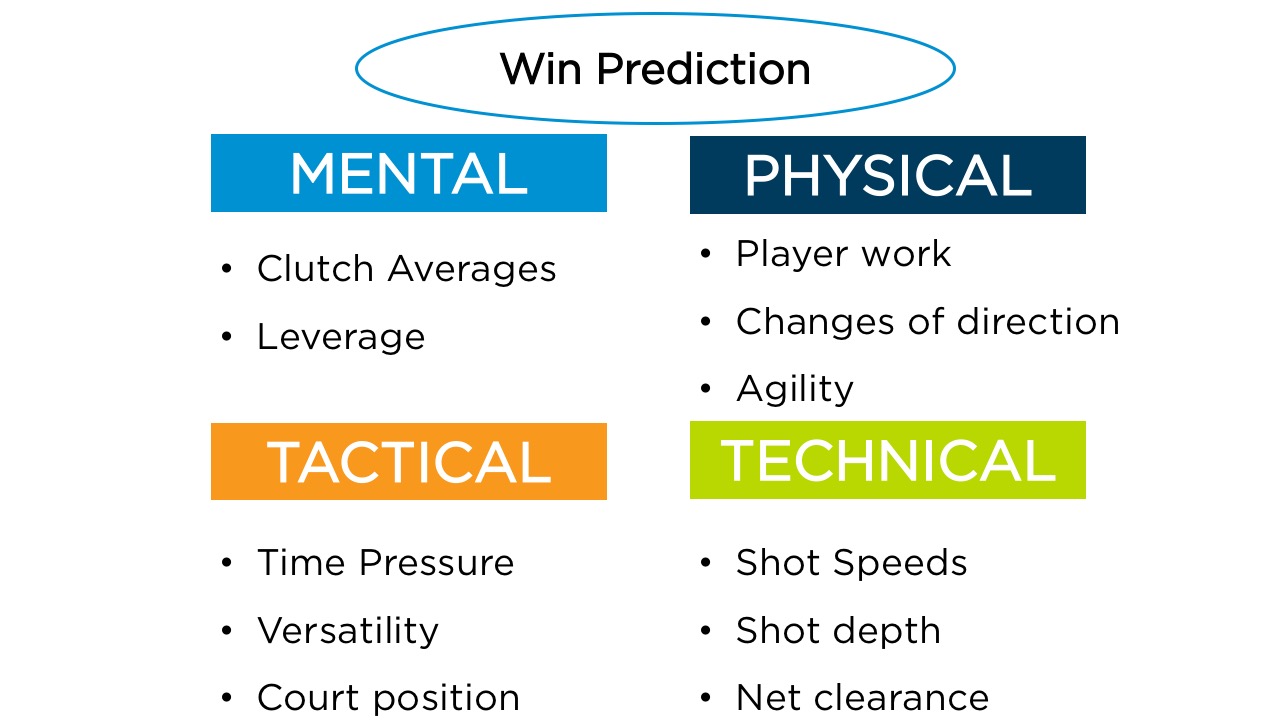 Win Prediction
MENTAL
• Clutch Averages
• Leverage
PHYSICAL
• Player work
• Changes of direction
• Agility
TACTICAL
• Time Pressure
• Versatility
• Court position
TECHNICAL
• Shot Speeds
• Shot depth
• Net clearance